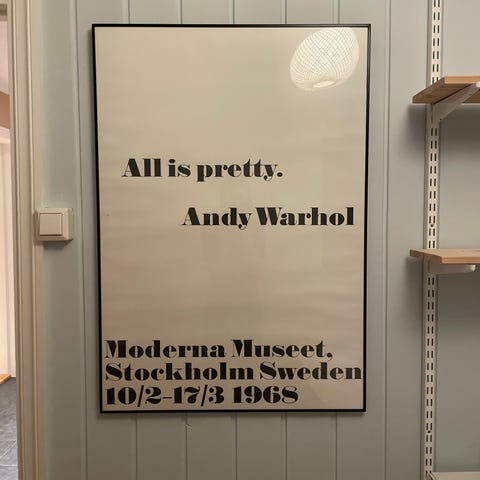 All is pretty.
Andy Warhol
Moderna Museet,
Stockholm Sweden
10/2-17/3 1968